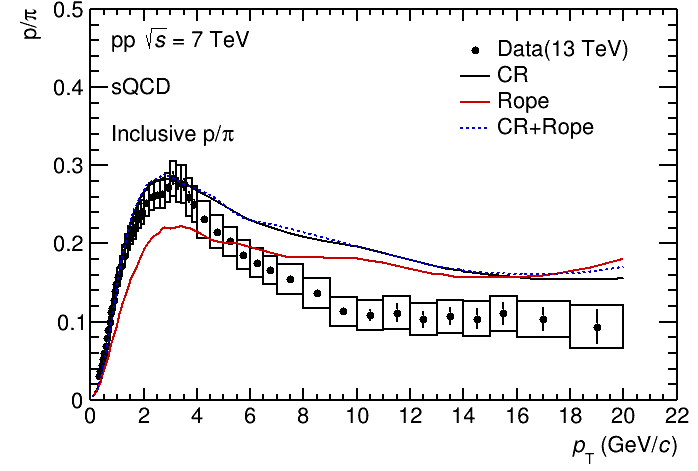 p/π
0.5
0.4
0.3
0.2
0.1
0
pp √s = 7 TeV
sQCD
Inclusive p/π
Data(13 TeV)
CR
Rope
CR+Rope
0 2 4 6 8 10 12 14 16 18 20 22
p_T (GeV/c)